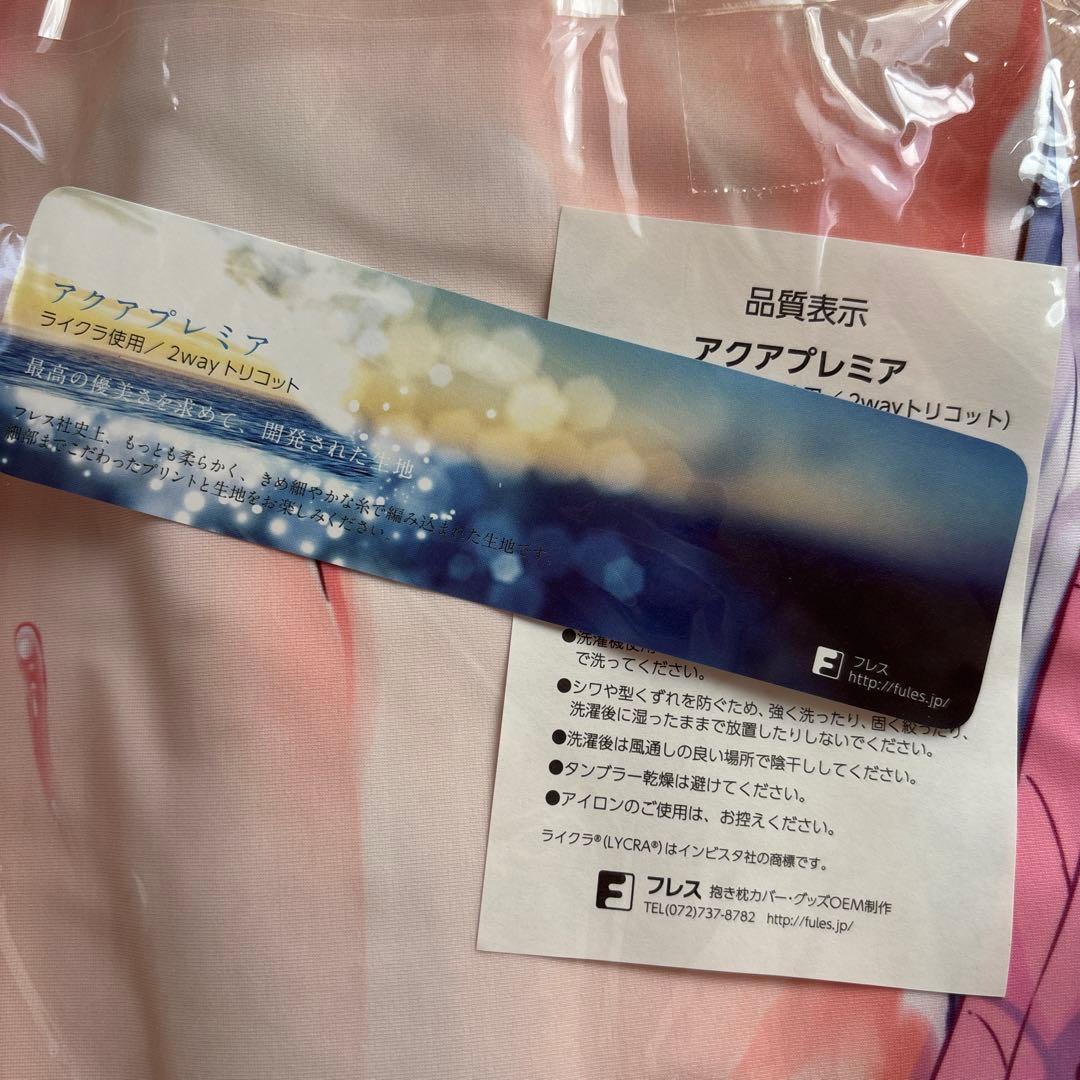 アクアプレミア
ライクラ使用/2wayトリコット
最高の優美さを求めて、開発された生地
フレス社史上、もっとも柔らかく、きめ細やかな糸で編み込まれた生地です。
細部までこだわったプリントと生地をお楽しみください。
フレス
http://fules.jp/
品質表示
アクアプレミア
/2wayトリコット)
●洗濯機使用
で洗ってください。
●シワや型くずれを防ぐため、強く洗ったり、固く絞ったり、
洗濯後に湿ったままで放置したりしないでください。
●洗濯後は風通しの良い場所で陰干ししてください。
●タンブラー乾燥は避けてください。
●アイロンのご使用は、お控えください。
ライクラ®(LYCRA®)はインビスタ社の商標です。
フレス 抱き枕カバー・グッズOEM制作
TEL(072)737-8782 http://fules.jp/